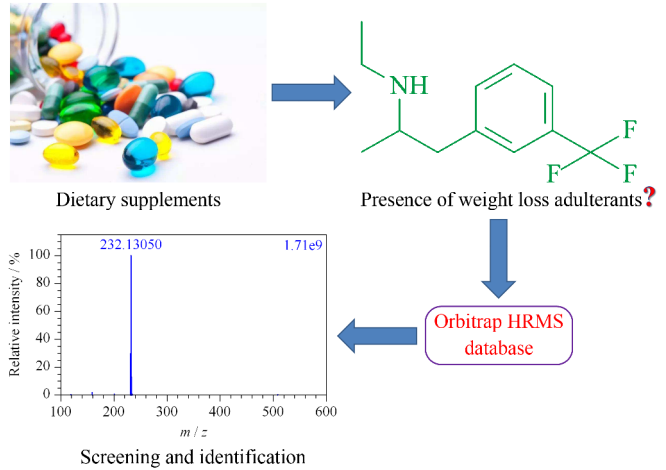 NH
F
F
F
Dietary supplements
Presence of weight loss adulterants?
232.13050
1.71e9
100
80
60
40
20
0
Relative intensity / %
100
200
300
400
500
600
m / z
Orbitrap HRMS
database
Screening and identification